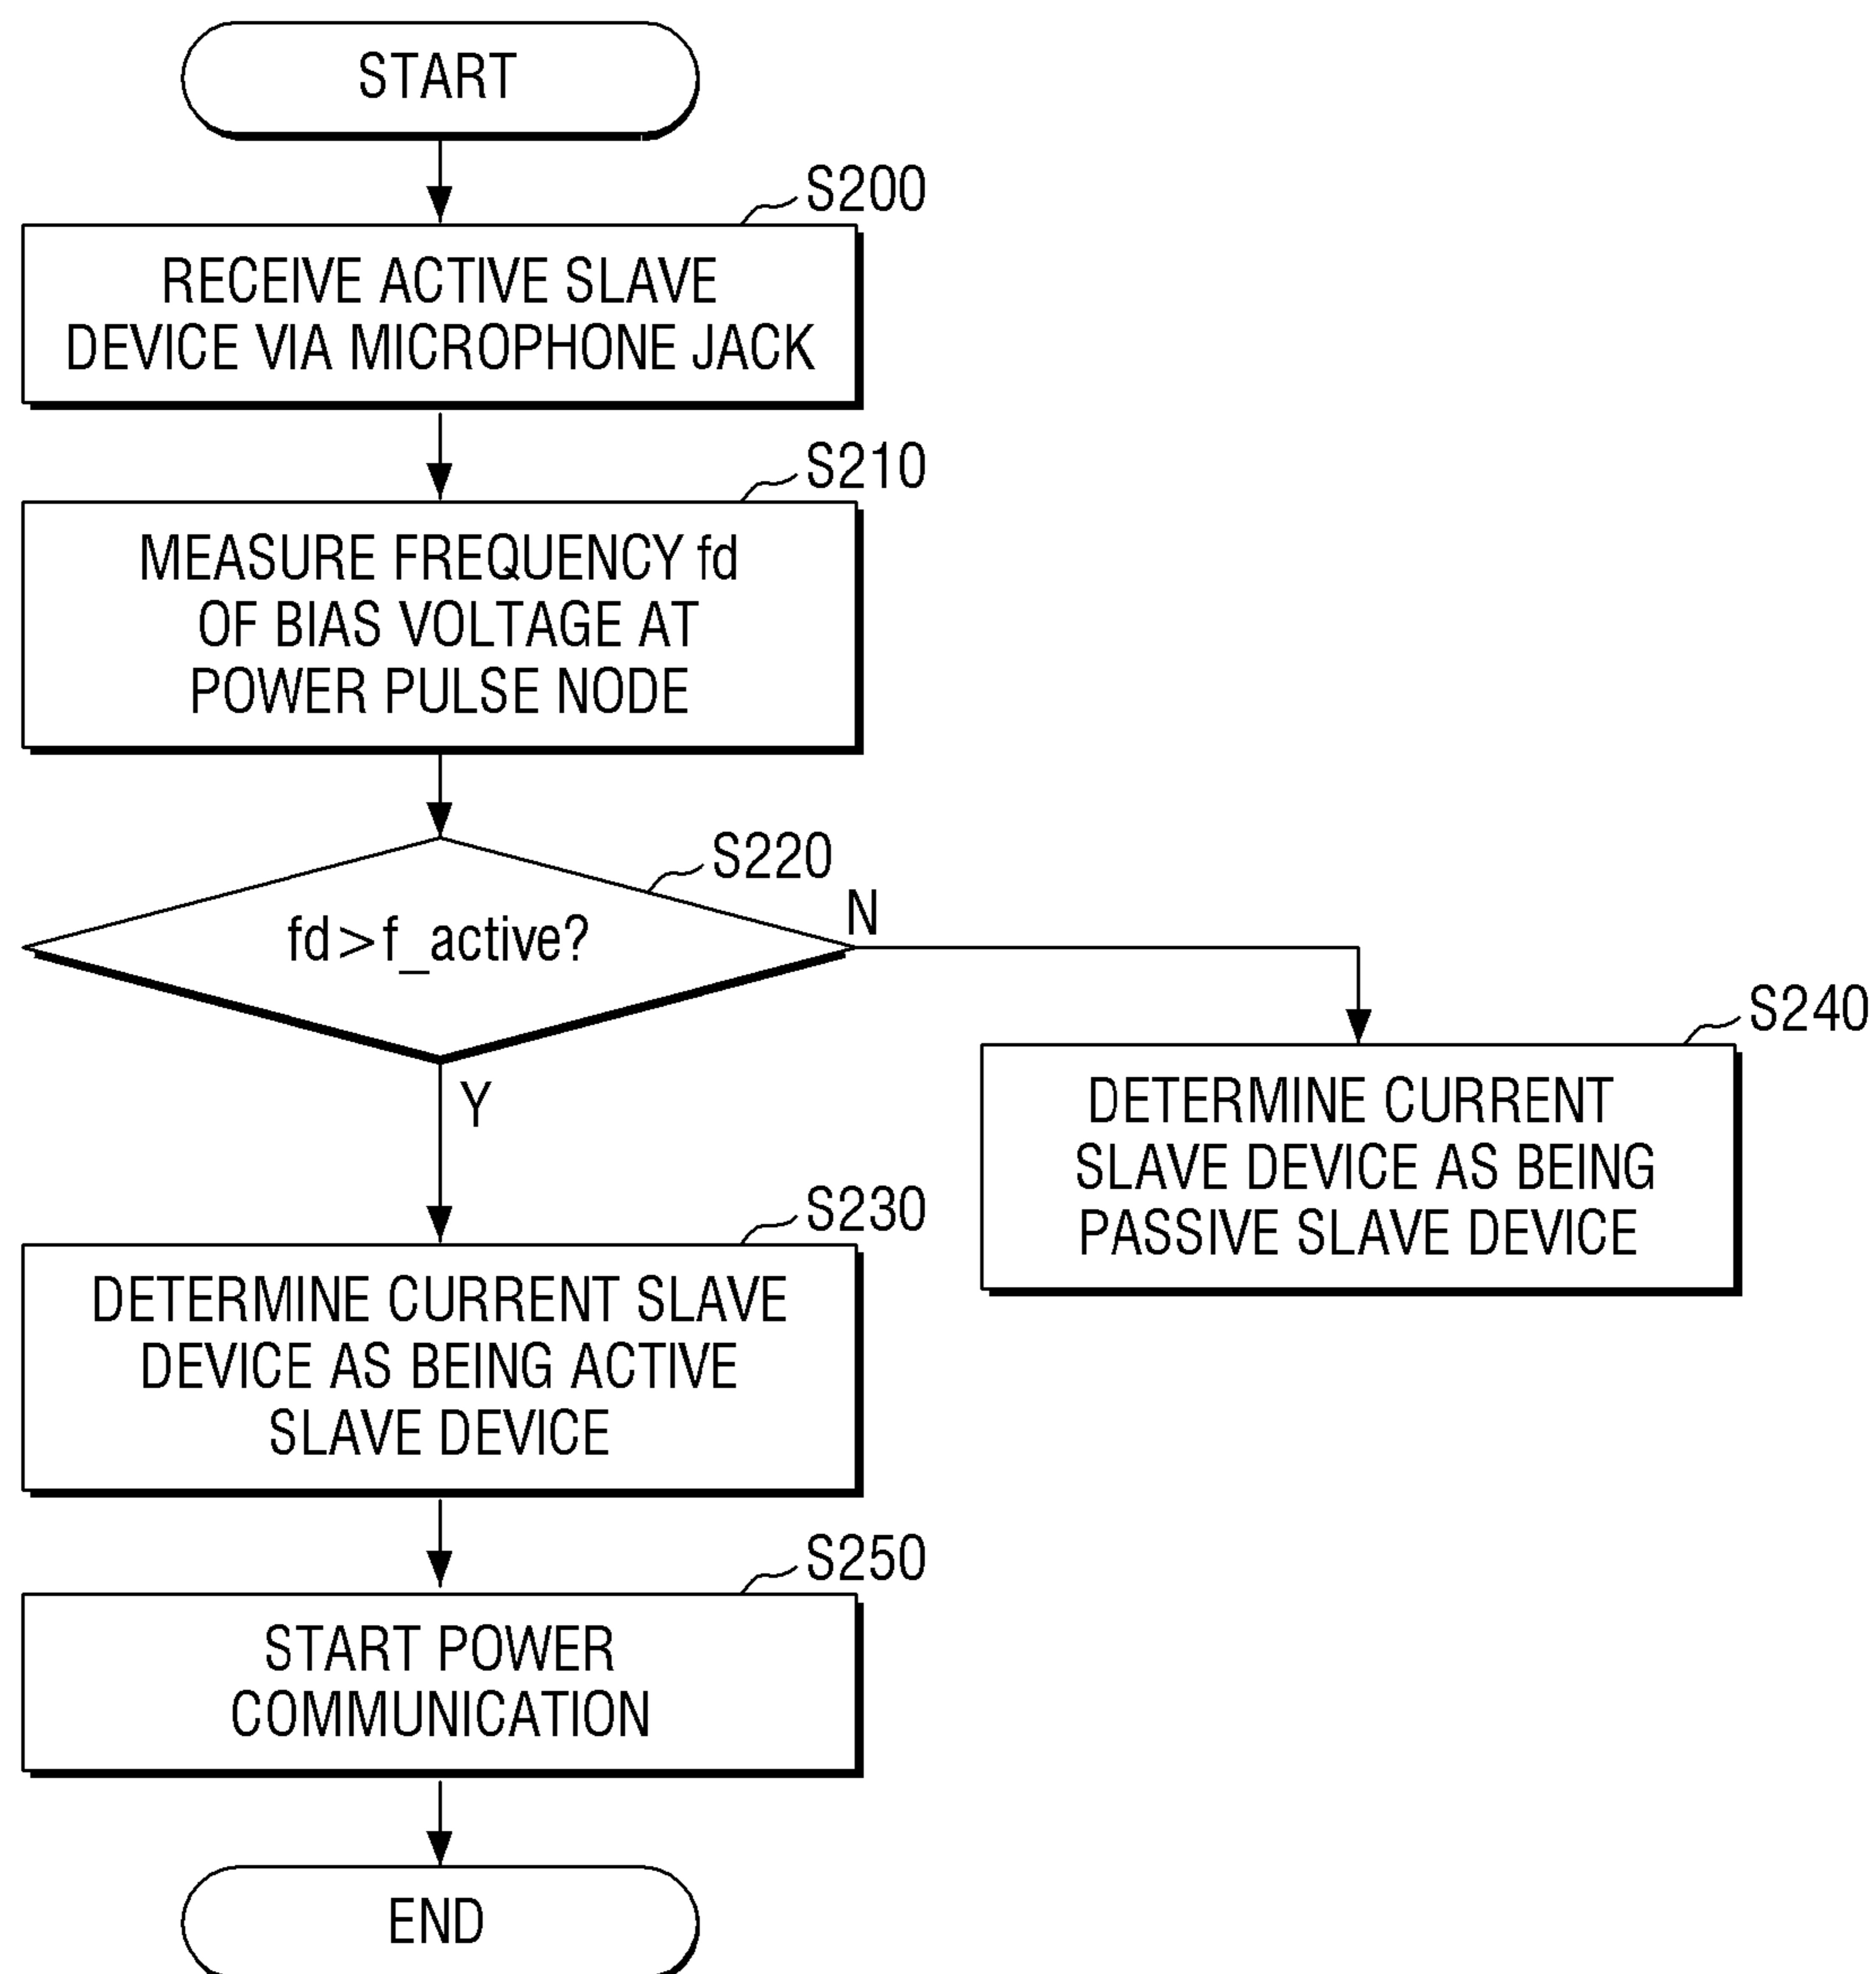 START
S200
RECEIVE ACTIVE SLAVE
DEVICE VIA MICROPHONE JACK
S210
MEASURE FREQUENCY fd
OF BIAS VOLTAGE AT
POWER PULSE NODE
S220
fd>f_active?
N
Y
S240
DETERMINE CURRENT
SLAVE DEVICE AS BEING
PASSIVE SLAVE DEVICE
S230
DETERMINE CURRENT SLAVE
DEVICE AS BEING ACTIVE
SLAVE DEVICE
S250
START POWER
COMMUNICATION
END